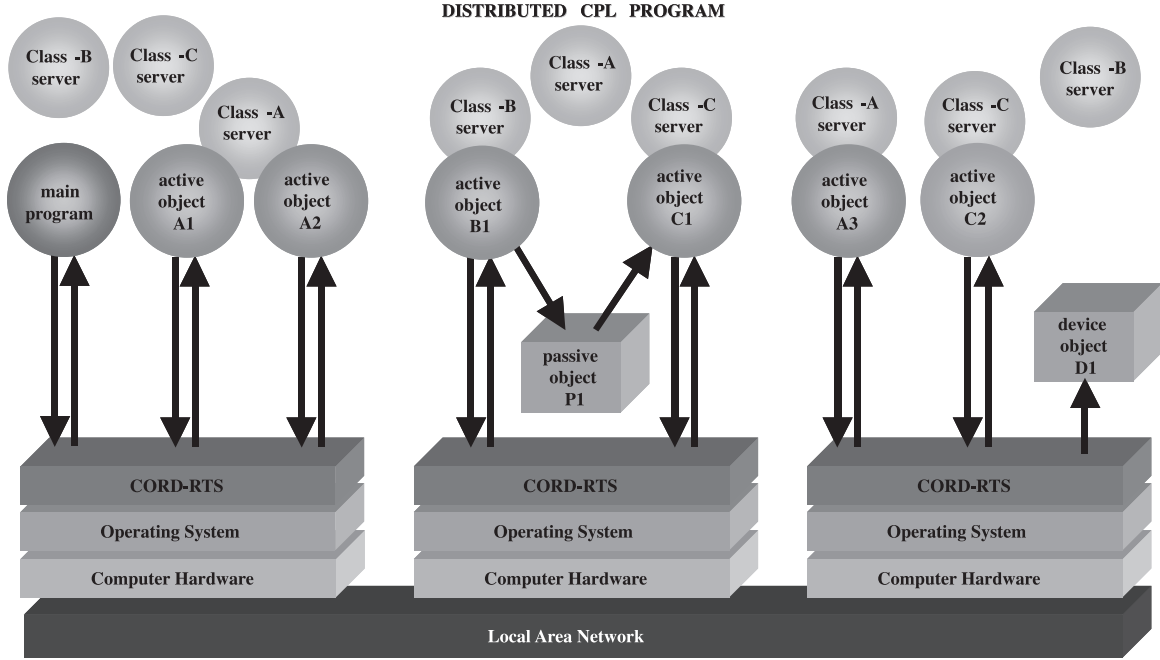 DISTRIBUTED CPL PROGRAM
Class -B
server
Class -C
server
Class -A
server
main
program
active
object
A1
active
object
A2
Class -B
server
Class -A
server
Class -C
server
active
object
B1
active
object
C1
passive
object
P1
Class -A
server
Class -C
server
Class -B
server
active
object
A3
active
object
C2
device
object
D1
CORD-RTS
Operating System
Computer Hardware
CORD-RTS
Operating System
Computer Hardware
CORD-RTS
Operating System
Computer Hardware
Local Area Network